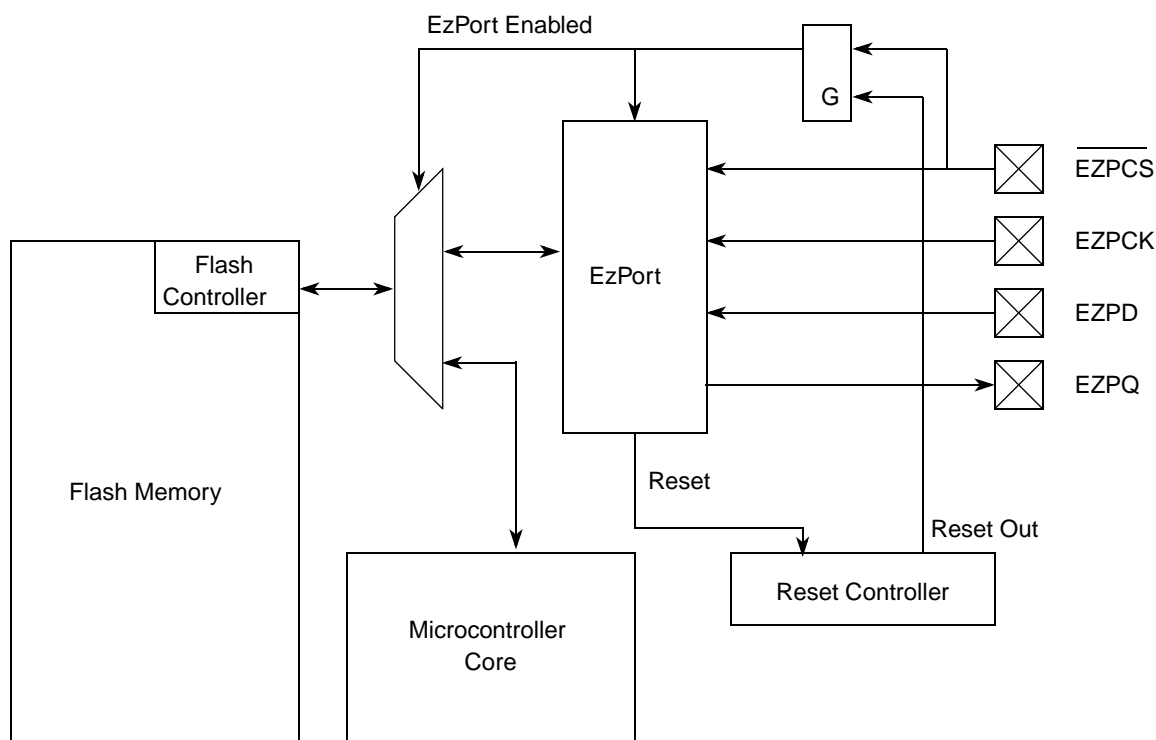 EzPort Enabled
G
EZPCS
EZPCK
EZPD
EZPQ
Flash
Controller
EzPort
Flash Memory
Reset
Reset Out
Reset Controller
Microcontroller
Core